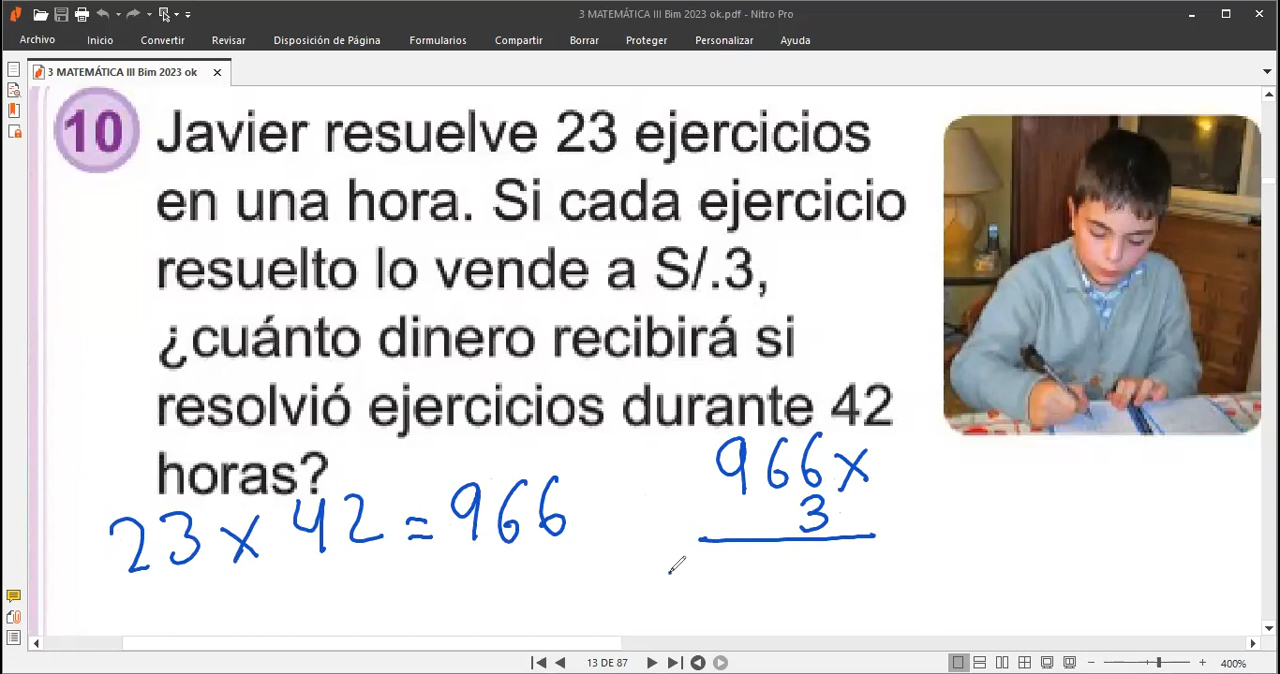 3 MATEMÁTICA III Bim 2023 ok.pdf - Nitro Pro
Archivo Inicio Convertir Revisar Disposición de Página Formularios Compartir Borrar Proteger Personalizar Ayuda
3 MATEMÁTICA III Bim 2023 ok
10 Javier resuelve 23 ejercicios
en una hora. Si cada ejercicio
resuelto lo vende a S/.3,
¿cuánto dinero recibirá si
resolvió ejercicios durante 42
horas?
23 x 42 = 966
966 x
3
13 DE 87
400%